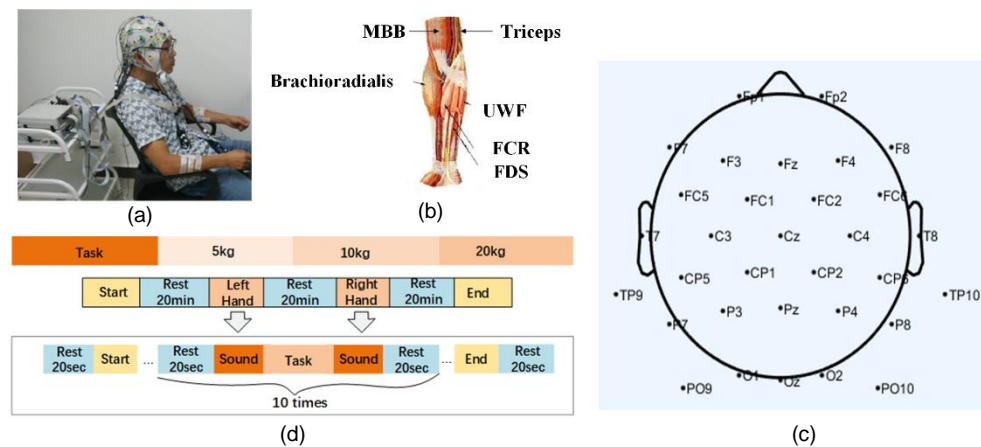 MBB
Triceps
Brachioradialis
UWF
FCR
FDS
(a)
(b)
Fp1 Fp2
F7 F3 Fz F4 F8
FC5 FC1 FC2 FC6
T7 C3 Cz C4 T8
CP5 CP1 CP2 CP6
TP9 TP10
P7 P3 Pz P4 P8
O1 Oz O2
PO9 PO10
(c)
Task 5kg 10kg 20kg
Start
Rest
20min
Left
Hand
Rest
20min
Right
Hand
Rest
20min
End
Rest
20sec
Start
...
Rest
20sec
Sound
Task
Sound
Rest
20sec
...
End
Rest
20sec
10 times
(d)